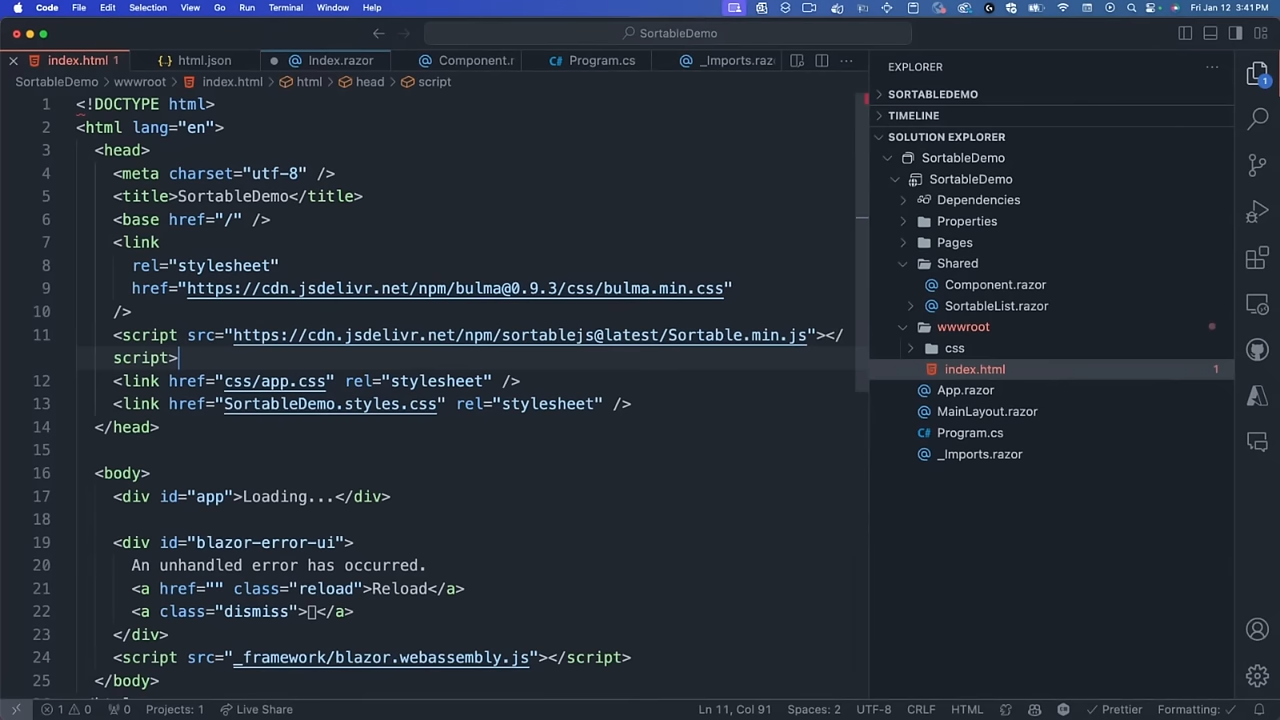 Code File Edit Selection View Go Run Terminal Window Help Fri Jan 12 3:41PM
SortableDemo
index.html 1 html.json Index.razor Component.r Program.cs _Imports.raz
SortableDemo > wwwroot > index.html > html > head > script
1 <!DOCTYPE html>
2 <html lang="en">
3 <head>
4 <meta charset="utf-8" />
5 <title>SortableDemo</title>
6 <base href="/" />
7 <link
8 rel="stylesheet"
9 href="https://cdn.jsdelivr.net/npm/bulma@0.9.3/css/bulma.min.css"
10 />
11 <script src="https://cdn.jsdelivr.net/npm/sortablejs@latest/Sortable.min.js"></
script>
12 <link href="css/app.css" rel="stylesheet" />
13 <link href="SortableDemo.styles.css" rel="stylesheet" />
14 </head>
15
16 <body>
17 <div id="app">Loading...</div>
18
19 <div id="blazor-error-ui">
20 An unhandled error has occurred.
21 <a href="" class="reload">Reload</a>
22 <a class="dismiss"></a>
23 </div>
24 <script src="_framework/blazor.webassembly.js"></script>
25 </body>
EXPLORER
SORTABLEDEMO
TIMELINE
SOLUTION EXPLORER
SortableDemo
SortableDemo
Dependencies
Properties
Pages
Shared
Component.razor
SortableList.razor
wwwroot
css
index.html 1
App.razor
MainLayout.razor
C# Program.cs
_Imports.razor
1
1 0 0 Projects: 1 Live Share Ln 11, Col 91 Spaces: 2 UTF-8 CRLF HTML Prettier Formatting: